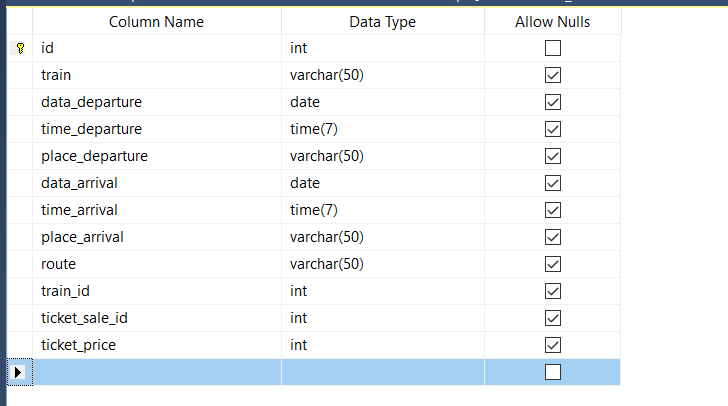 Column Name Data Type Allow Nulls
id int
train varchar(50)
data_departure date
time_departure time(7)
place_departure varchar(50)
data_arrival date
time_arrival time(7)
place_arrival varchar(50)
route varchar(50)
train_id int
ticket_sale_id int
ticket_price int